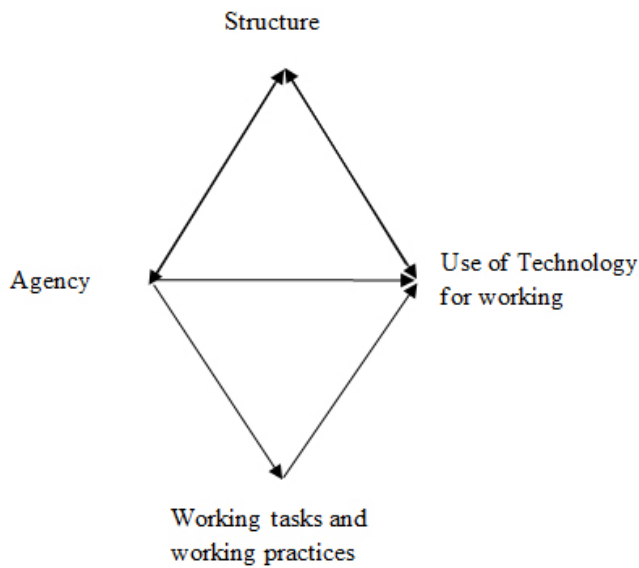 Structure
Agency
Use of Technology
for working
Working tasks and
working practices